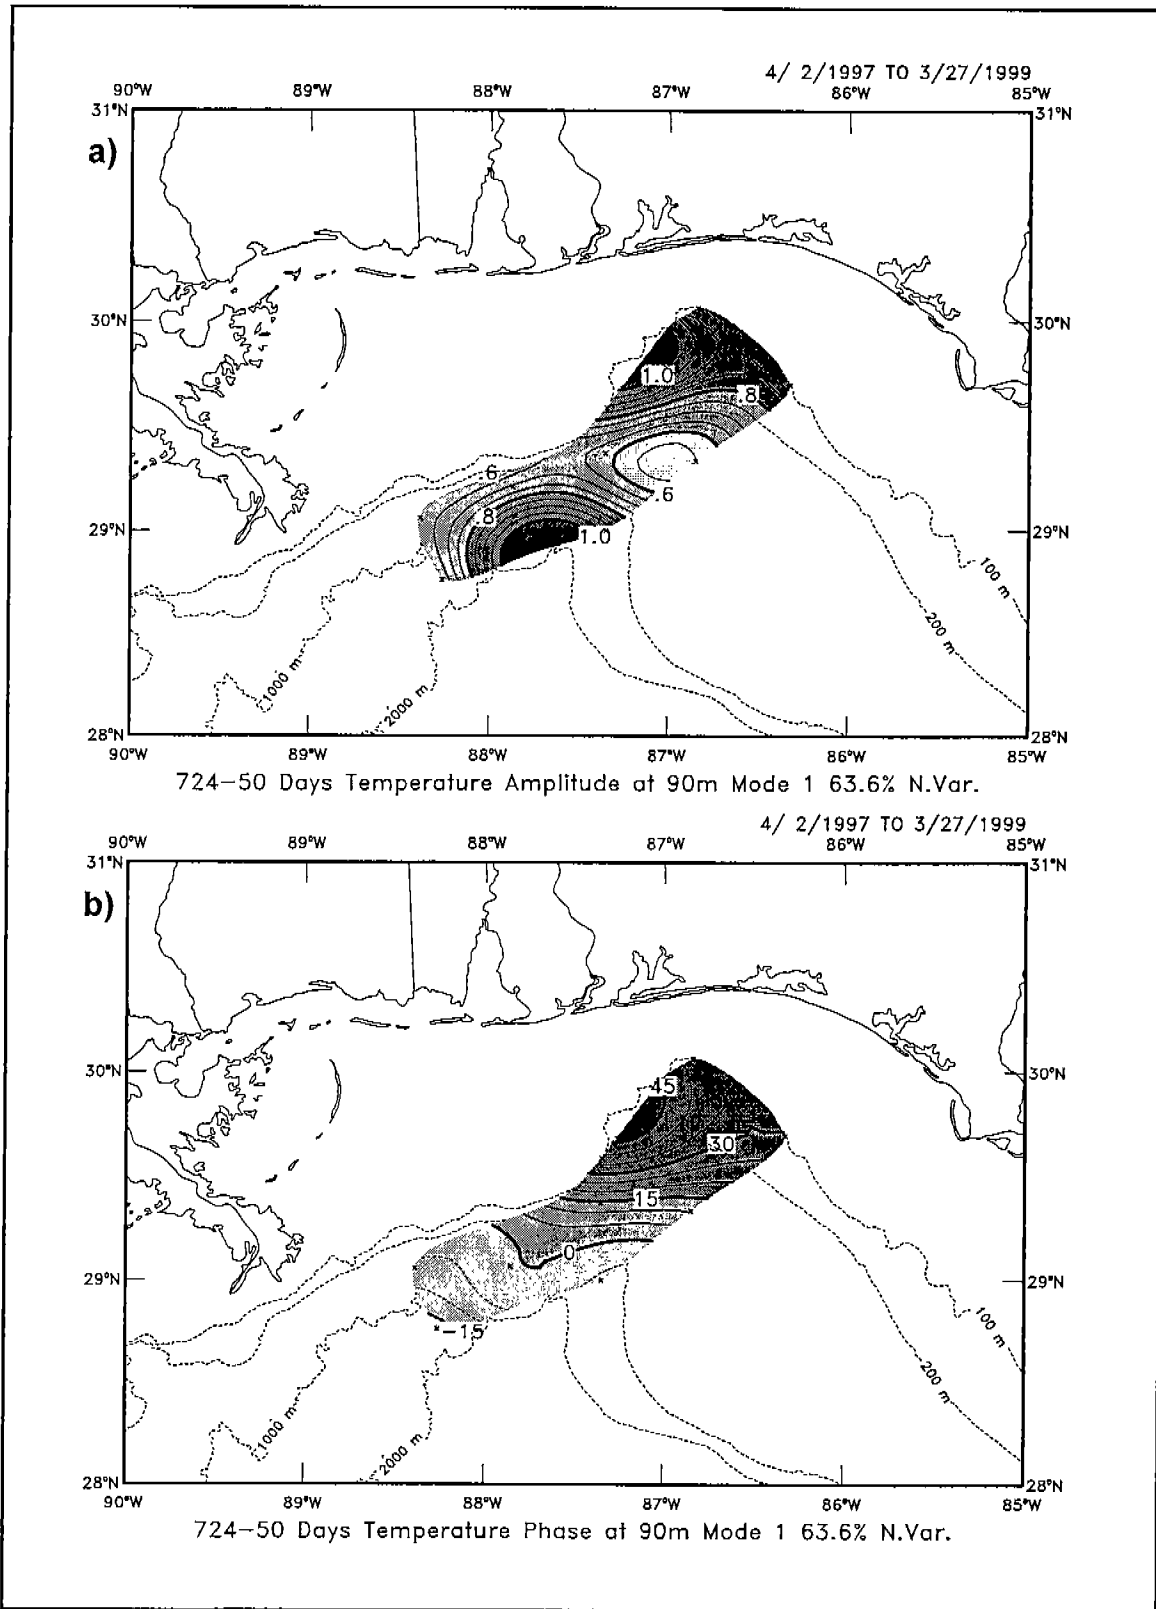 4/ 2/1997 TO 3/27/1999
90°W 89°W 88°W 87°W 86°W 85°W
31°N 31°N
a)
30°N 30°N
1.0
.8
.6
.6
.8
29°N 29°N
1.0
100 m
200 m
1000 m
2000 m
28°N 28°N
90°W 89°W 88°W 87°W 86°W 85°W
724-50 Days Temperature Amplitude at 90m Mode 1 63.6% N.Var.
4/ 2/1997 TO 3/27/1999
90°W 89°W 88°W 87°W 86°W 85°W
31°N 31°N
b)
30°N 30°N
45
30
15
0
29°N 29°N
-15
100 m
200 m
1000 m
2000 m
28°N 28°N
90°W 89°W 88°W 87°W 86°W 85°W
724-50 Days Temperature Phase at 90m Mode 1 63.6% N.Var.